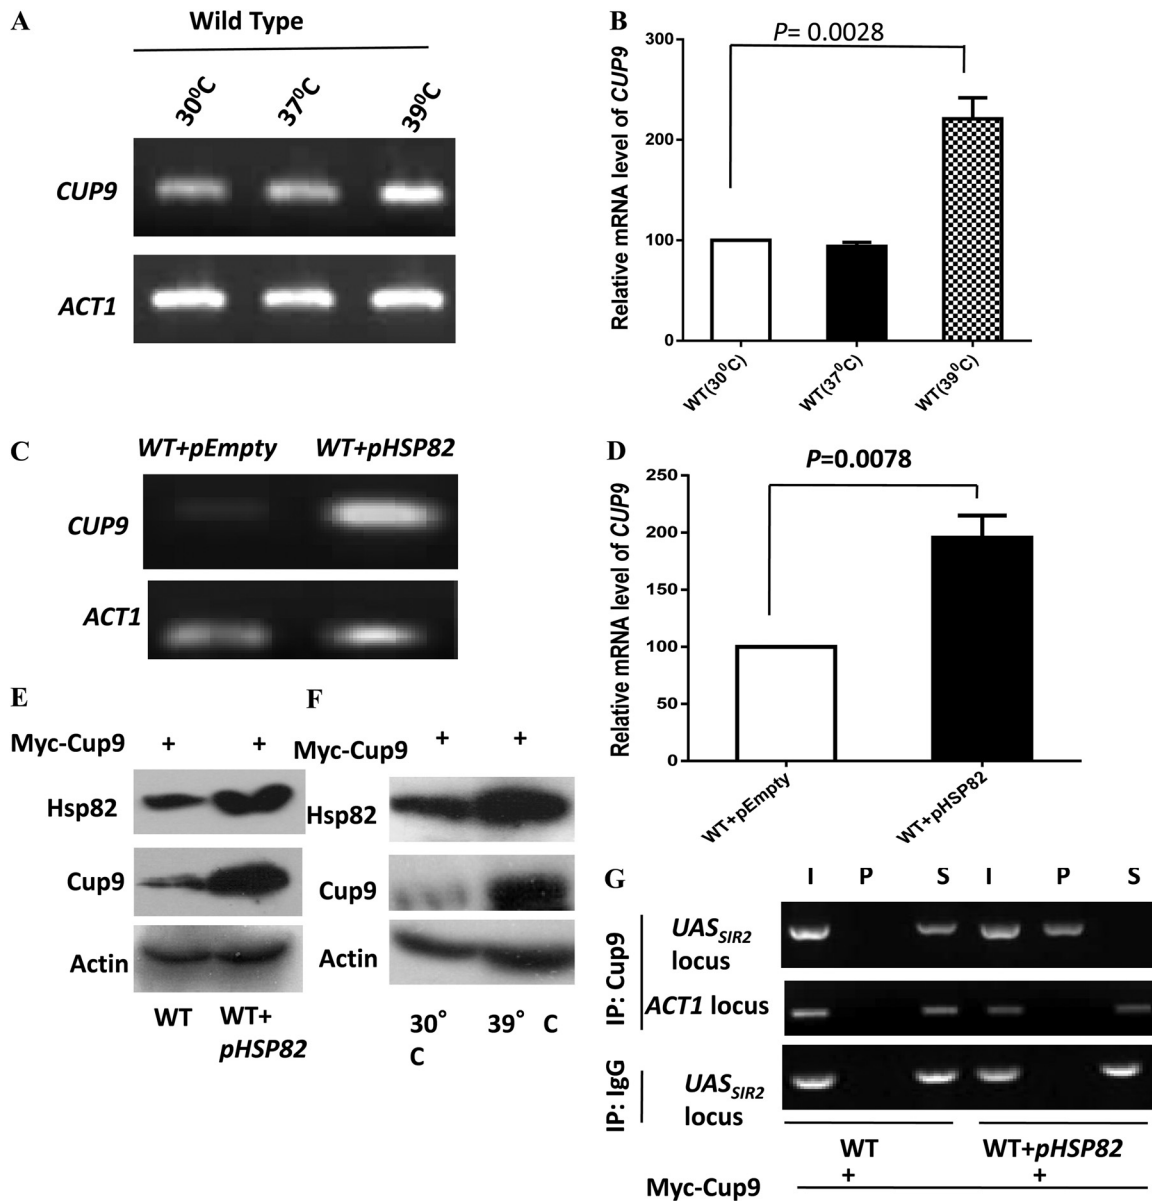 A
Wild Type
30⁰C 37⁰C 39⁰C
CUP9
ACT1
B
P= 0.0028
Relative mRNA level of CUP9
300
200
100
0
WT(30⁰C) WT(37⁰C) WT(39⁰C)
C
WT+pEmpty WT+pHSP82
CUP9
ACT1
D
P=0.0078
Relative mRNA level of CUP9
250
200
150
100
50
0
WT+pEmpty WT+pHSP82
E
Myc-Cup9 + +
Hsp82
Cup9
Actin
WT WT+
pHSP82
F
Myc-Cup9 + +
Hsp82
Cup9
Actin
30° 39° C
C
G
I P S I P S
IP: Cup9
UAS_SIR2
locus
ACT1 locus
IP: IgG
UAS_SIR2
locus
WT WT+pHSP82
Myc-Cup9 + +